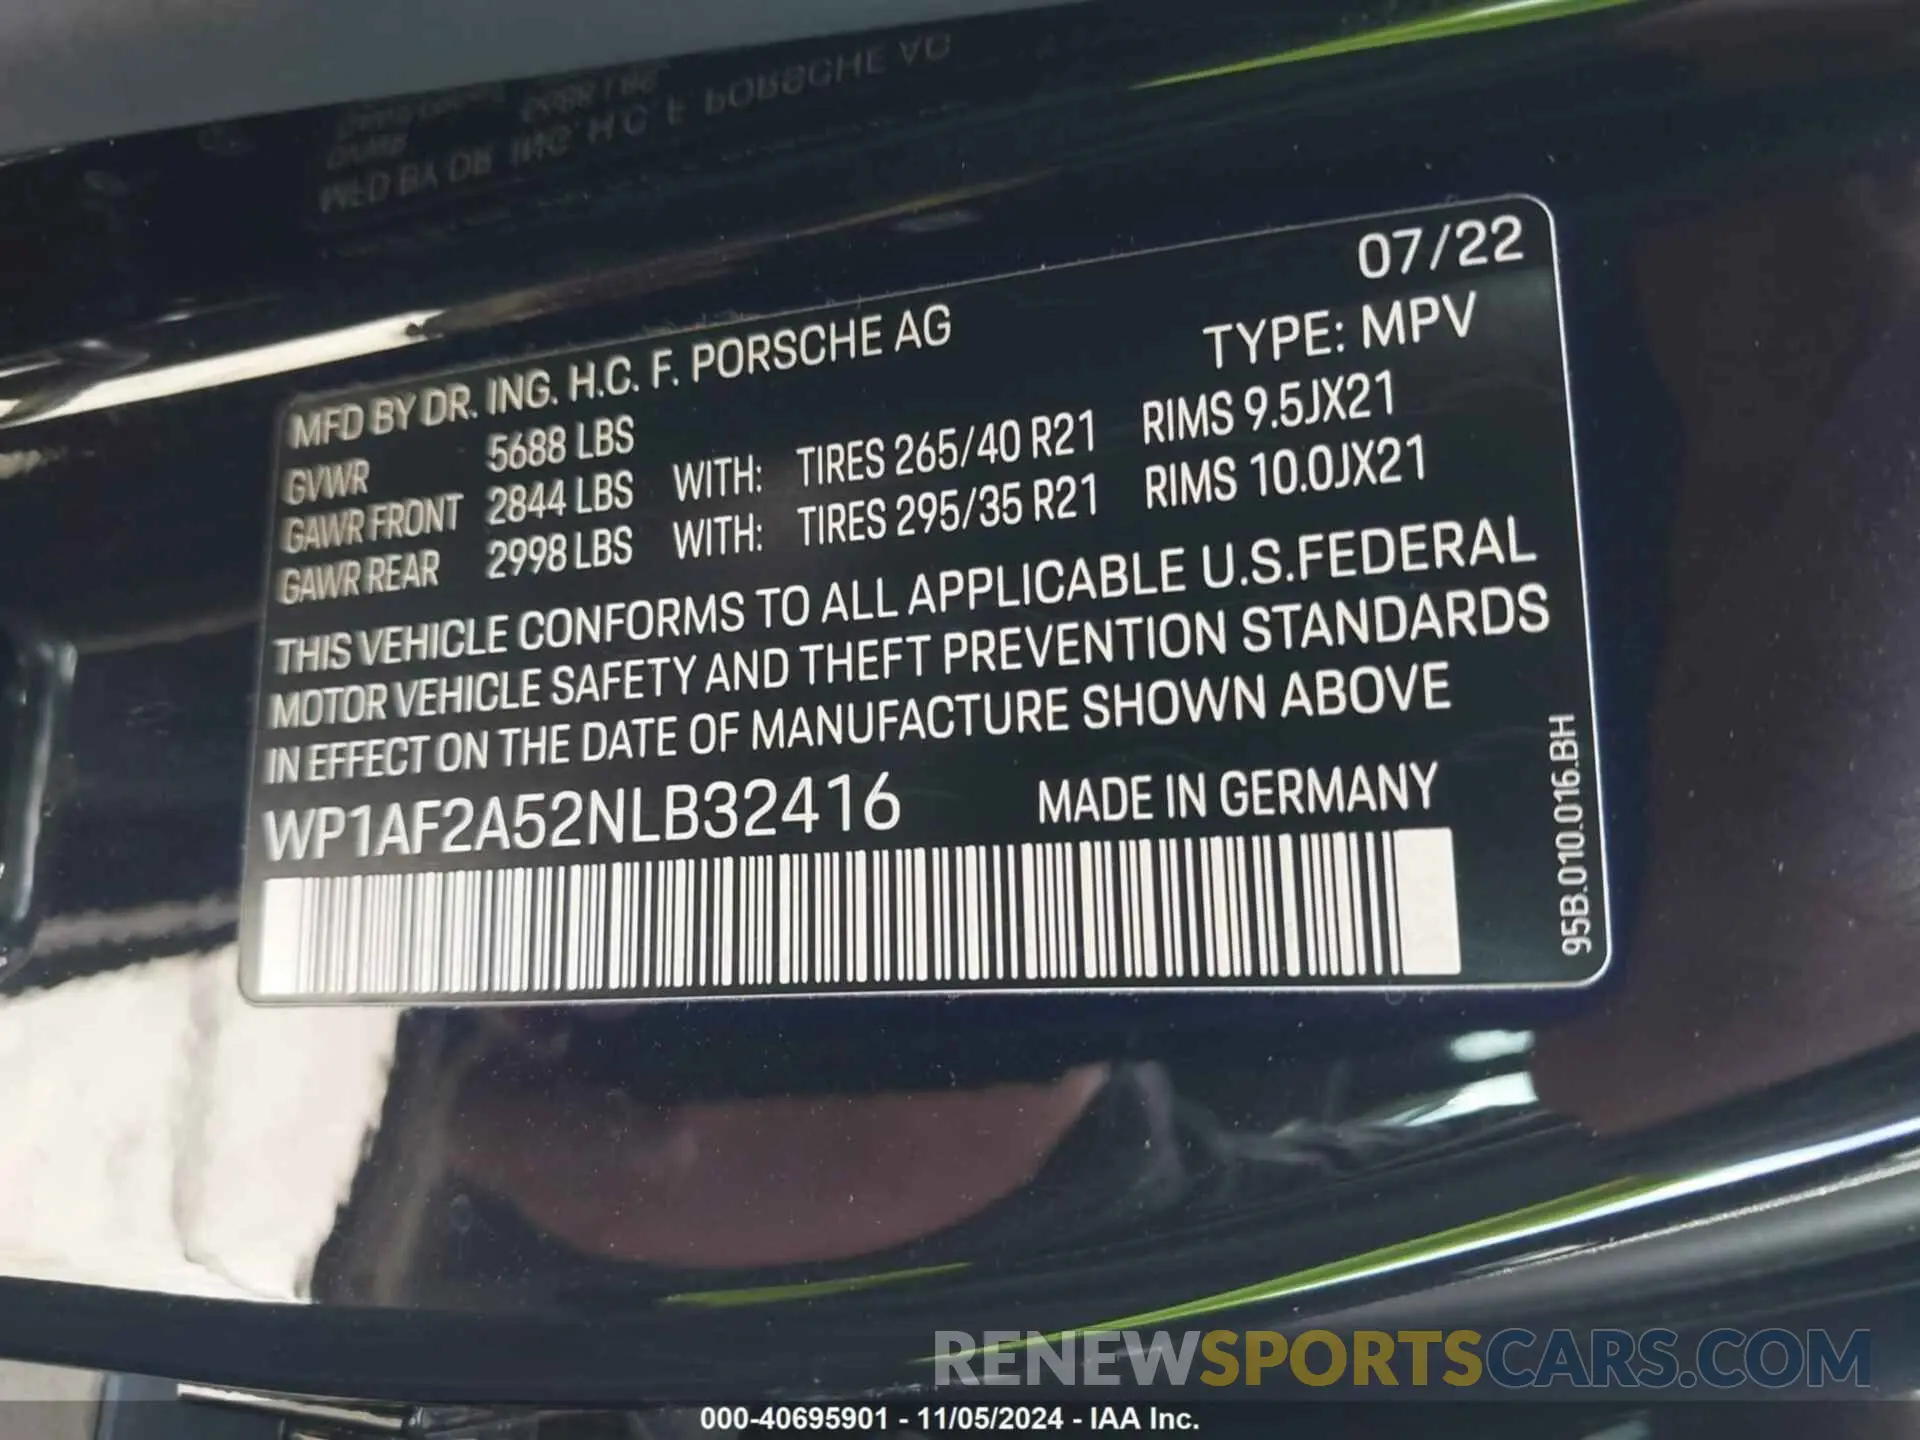 07/22
MFD BY DR. ING. H.C. F. PORSCHE AG
TYPE: MPV
GVWR 5688 LBS
GAWR FRONT 2844 LBS WITH: TIRES 265/40 R21 RIMS 9.5JX21
GAWR REAR 2998 LBS WITH: TIRES 295/35 R21 RIMS 10.0JX21
THIS VEHICLE CONFORMS TO ALL APPLICABLE U.S.FEDERAL
MOTOR VEHICLE SAFETY AND THEFT PREVENTION STANDARDS
IN EFFECT ON THE DATE OF MANUFACTURE SHOWN ABOVE
WP1AF2A52NLB32416 MADE IN GERMANY
95B.010.016.BH
RENEWSPORTSCARS.COM
000-40695901 - 11/05/2024 - IAA Inc.